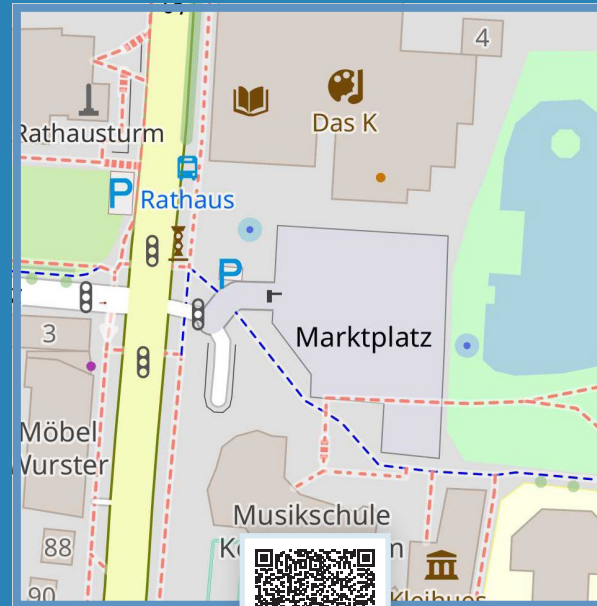 4
Das K
Rathausturm
P
Rathaus
P
3
Marktplatz
Möbel
Wurster
Musikschule
88
90